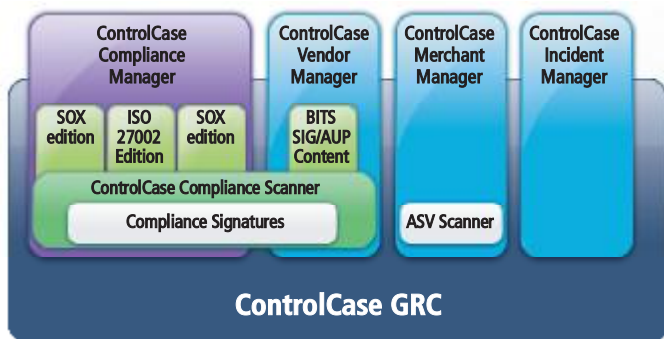 ControlCase
Compliance
Manager
ControlCase
Vendor
Manager
ControlCase
Merchant
Manager
ControlCase
Incident
Manager
SOX
edition
ISO
27002
Edition
SOX
edition
BITS
SIG/AUP
Content
ControlCase Compliance Scanner
Compliance Signatures
ASV Scanner
ControlCase GRC